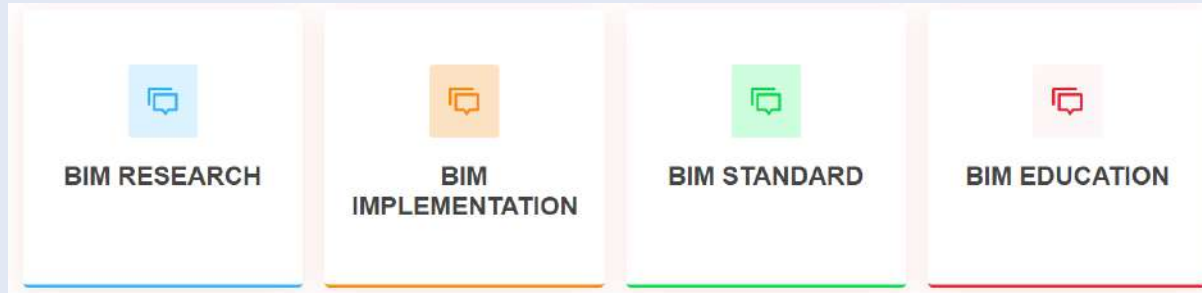 BIM RESEARCH
BIM
IMPLEMENTATION
BIM STANDARD
BIM EDUCATION